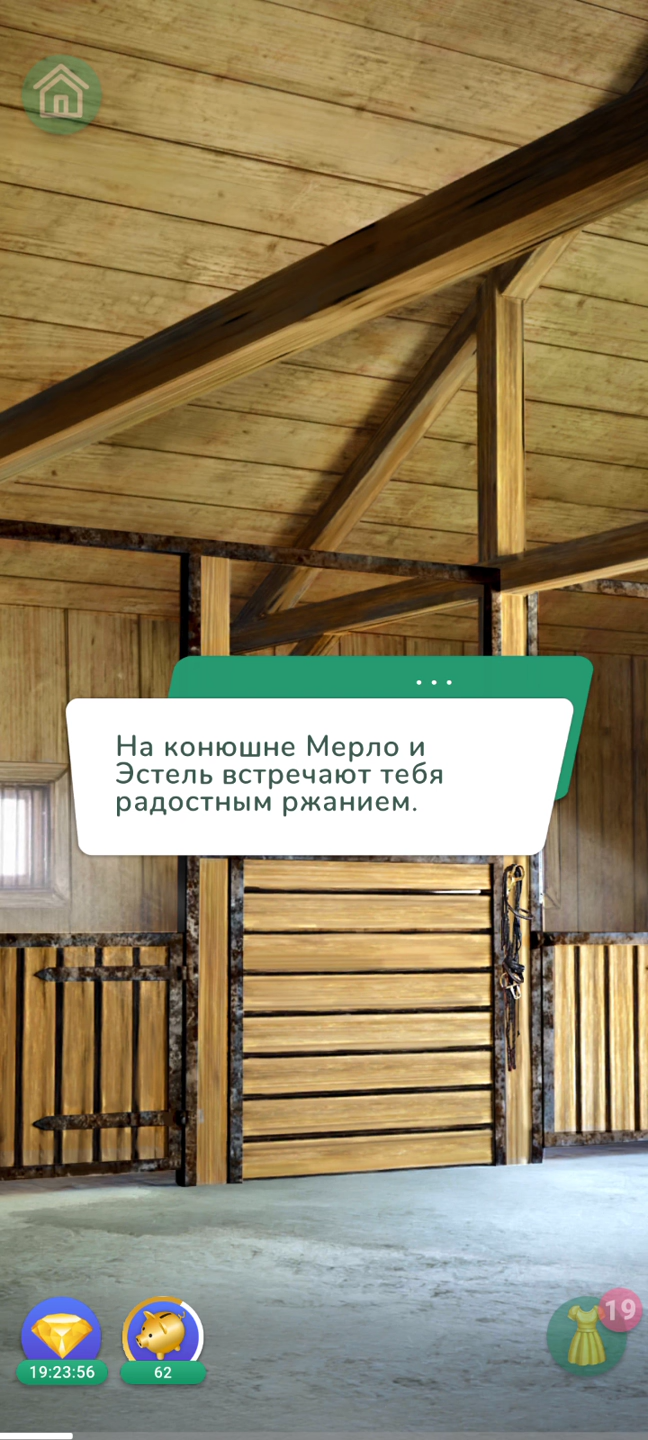 ...
На конюшне Мерло и
Эстель встречают тебя
радостным ржанием.
19
19:23:56
62